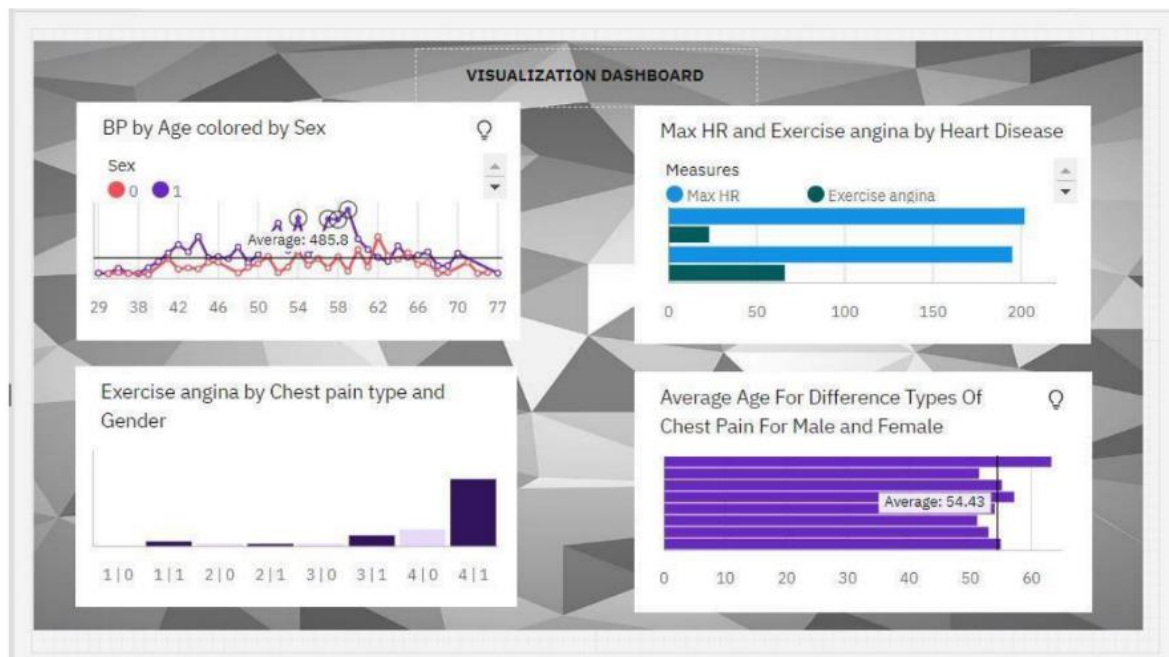 VISUALIZATION DASHBOARD
BP by Age colored by Sex
Sex
0 1
Average: 485.8
29 38 42 46 50 54 58 62 66 70 77
Max HR and Exercise angina by Heart Disease
Measures
Max HR Exercise angina
0 50 100 150 200
Exercise angina by Chest pain type and
Gender
1|0 1|1 2|0 2|1 3|0 3|1 4|0 4|1
Average Age For Difference Types Of
Chest Pain For Male and Female
Average: 54.43
0 10 20 30 40 50 60